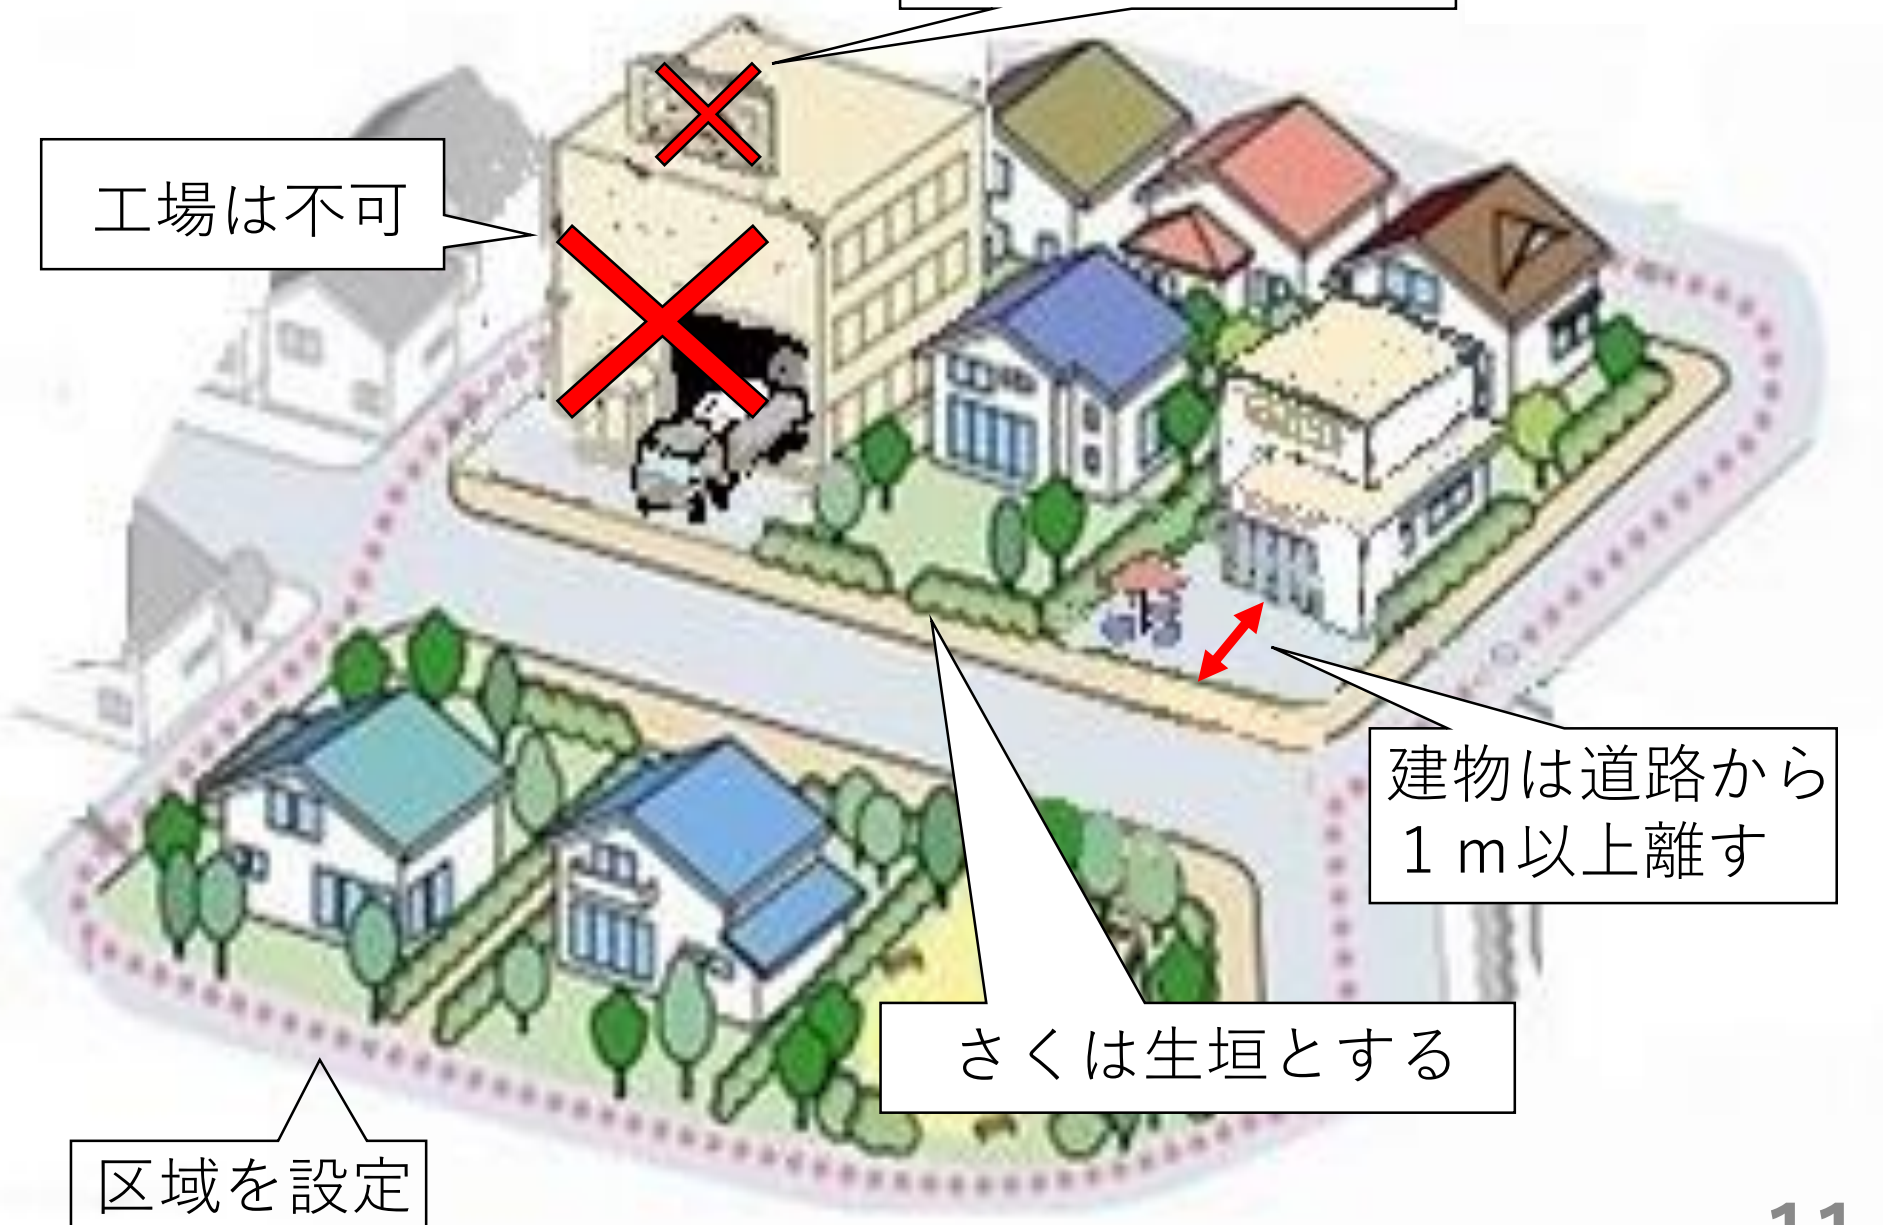 工場は不可
建物は道路から
１ｍ以上離す
さくは生垣とする
区域を設定
11